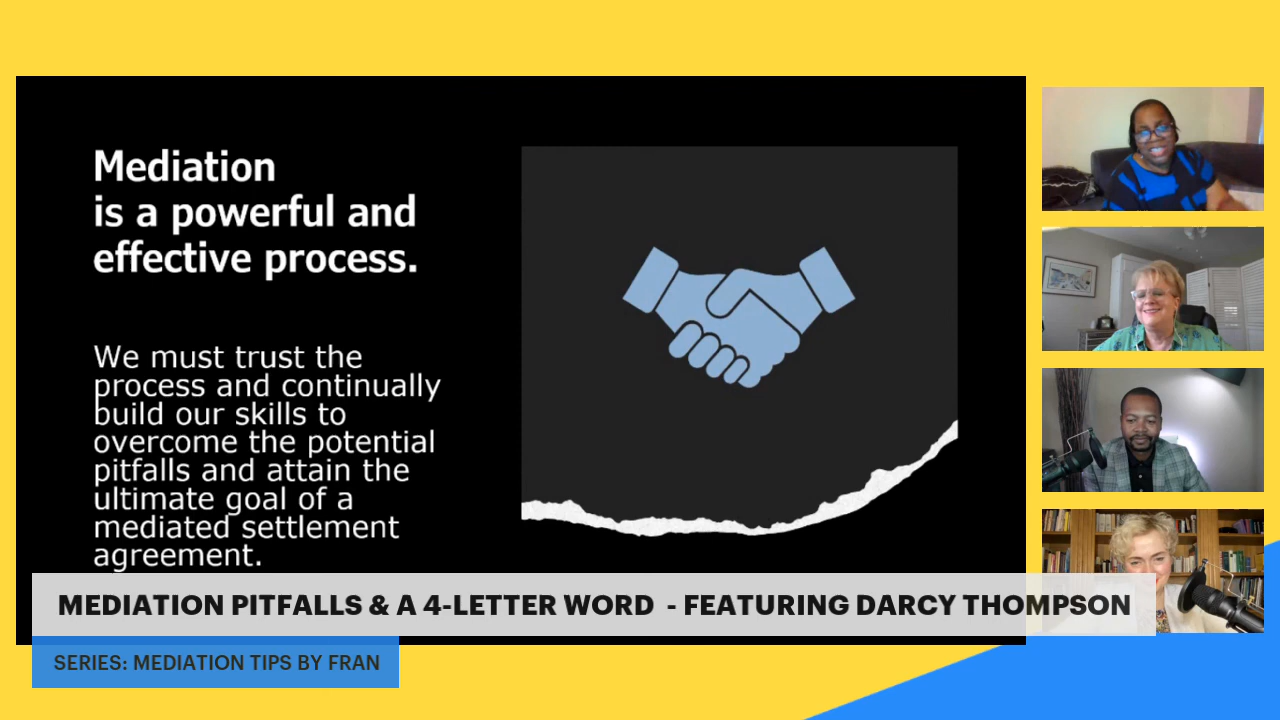 Mediation
is a powerful and
effective process.
We must trust the
process and continually
build our skills to
overcome the potential
pitfalls and attain the
ultimate goal of a
mediated settlement
agreement.
MEDIATION PITFALLS & A 4-LETTER WORD - FEATURING DARCY THOMPSON
SERIES: MEDIATION TIPS BY FRAN